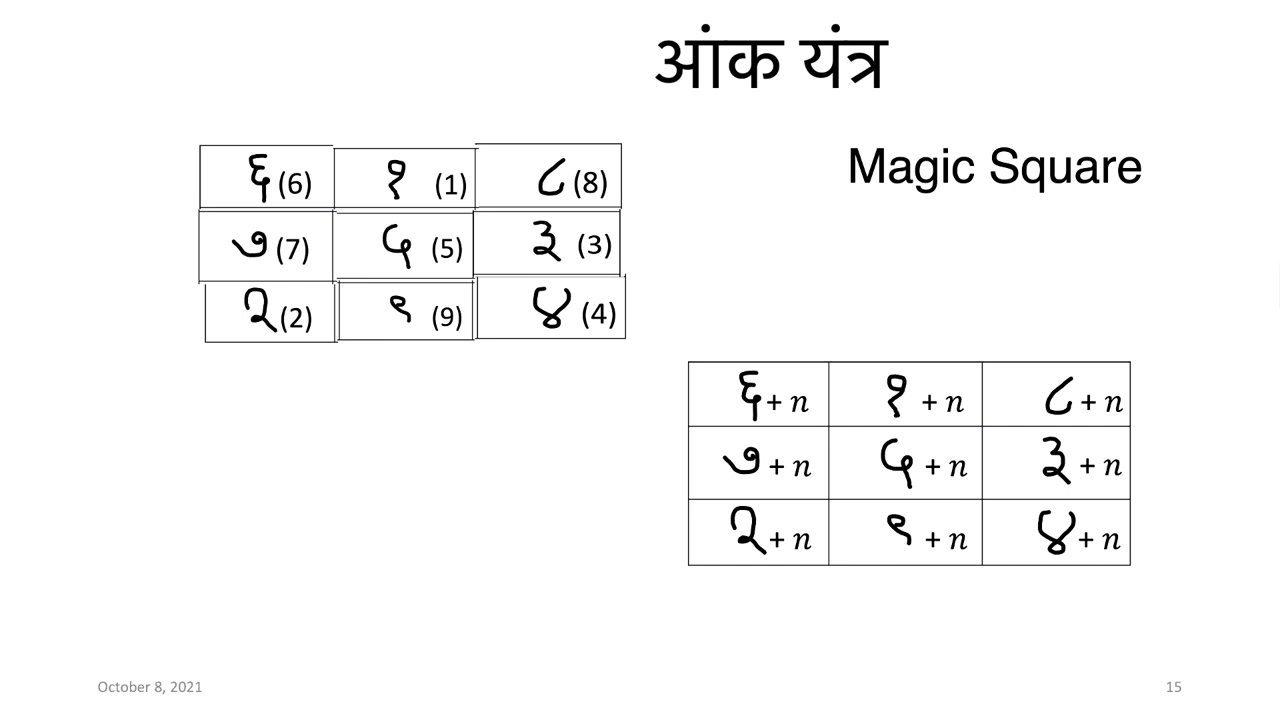 आंक यंत्र
Magic Square
६ (6) १ (1) ८ (8)
७ (7) ५ (5) ३ (3)
२ (2) ९ (9) ४ (4)
६ + n १ + n ८ + n
७ + n ५ + n ३ + n
२ + n ९ + n ४ + n
October 8, 2021 15